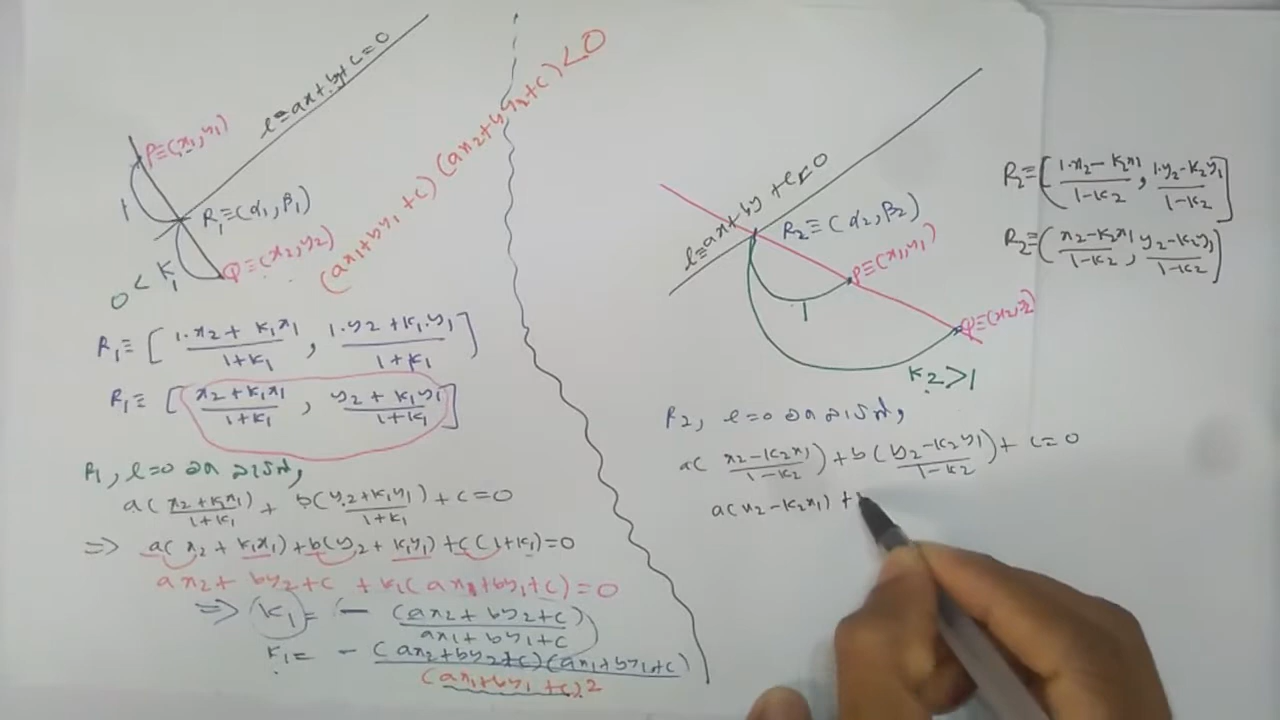 l≡ax+by+c=0
P≡(x₁,y₁)
1
R₁≡(α₁,β₁)
Q≡(x₂,y₂)
0<k₁
(ax₁+by₁+c)(ax₂+by₂+c)<0
R₁≡[1·x₂+k₁x₁/1+k₁, 1·y₂+k₁·y₁/1+k₁]
R₁≡[x₂+k₁x₁/1+k₁, y₂+k₁y₁/1+k₁]
R₁, l=0
a(x₂+k₁x₁/1+k₁)+b(y₂+k₁y₁/1+k₁)+c=0
⇒ a(x₂+k₁x₁)+b(y₂+k₁y₁)+c(1+k₁)=0
ax₂+by₂+c+k₁(ax₁+by₁+c)=0
⇒ k₁=-(ax₂+by₂+c)/ax₁+by₁+c
k₁=-(ax₂+by₂+c)(ax₁+by₁+c)/(ax₁+by₁+c)²
l≡ax+by+c=0
R₂≡(α₂,β₂)
P≡(x₁,y₁)
1
Q≡(x₂,y₂)
k₂>1
R₂≡[1·x₂-k₂x₁/1-k₂, 1·y₂-k₂y₁/1-k₂]
R₂≡(x₂-k₂x₁/1-k₂, y₂-k₂y₁/1-k₂)
R₂, l=0
a(x₂-k₂x₁/1-k₂)+b(y₂-k₂y₁/1-k₂)+c=0
a(x₂-k₂x₁)+